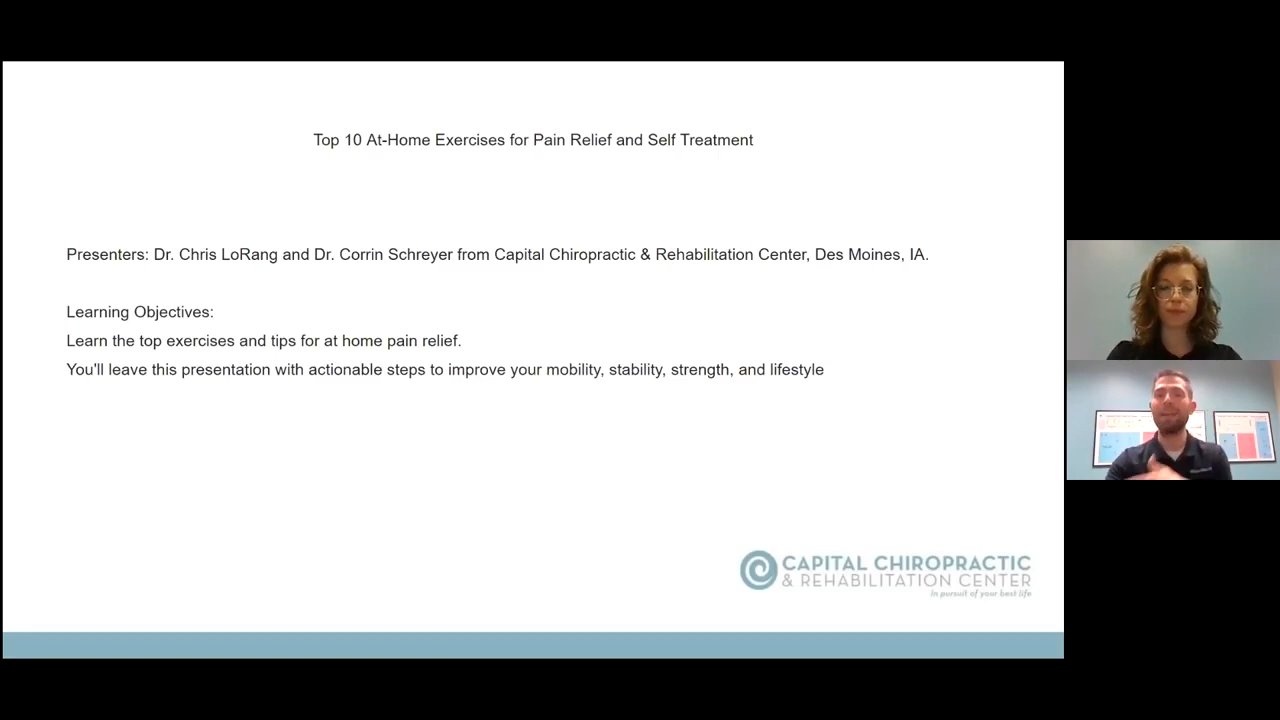 Top 10 At-Home Exercises for Pain Relief and Self Treatment
Presenters: Dr. Chris LoRang and Dr. Corrin Schreyer from Capital Chiropractic & Rehabilitation Center, Des Moines, IA.
Learning Objectives:
Learn the top exercises and tips for at home pain relief.
You'll leave this presentation with actionable steps to improve your mobility, stability, strength, and lifestyle
CAPITAL CHIROPRACTIC
& REHABILITATION CENTER
in pursuit of your best life